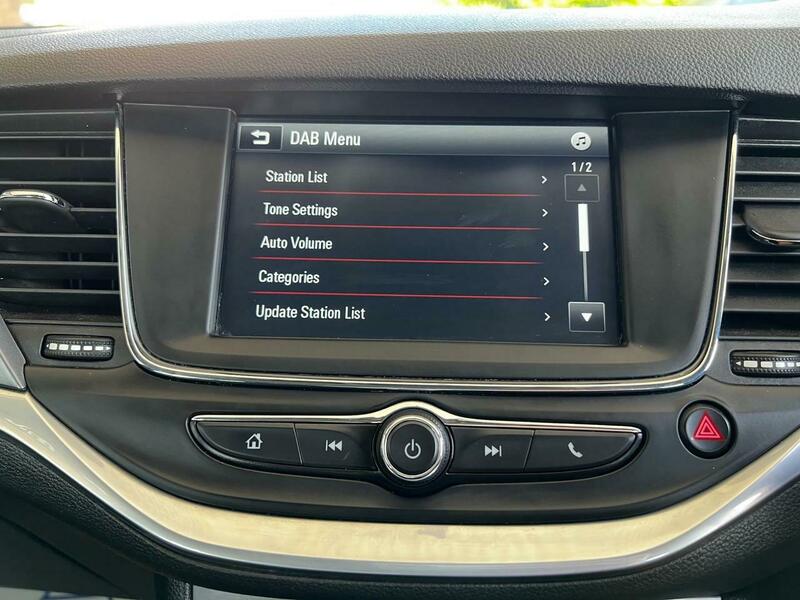 DAB Menu
1/2
Station List
Tone Settings
Auto Volume
Categories
Update Station List